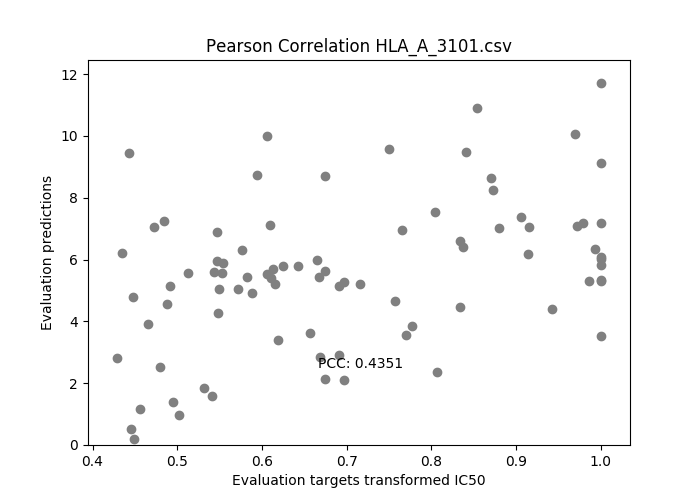 Pearson Correlation HLA_A_3101.csv
12
10
8
6
4
2
0
Evaluation predictions
PCC: 0.4351
0.4 0.5 0.6 0.7 0.8 0.9 1.0
Evaluation targets transformed IC50